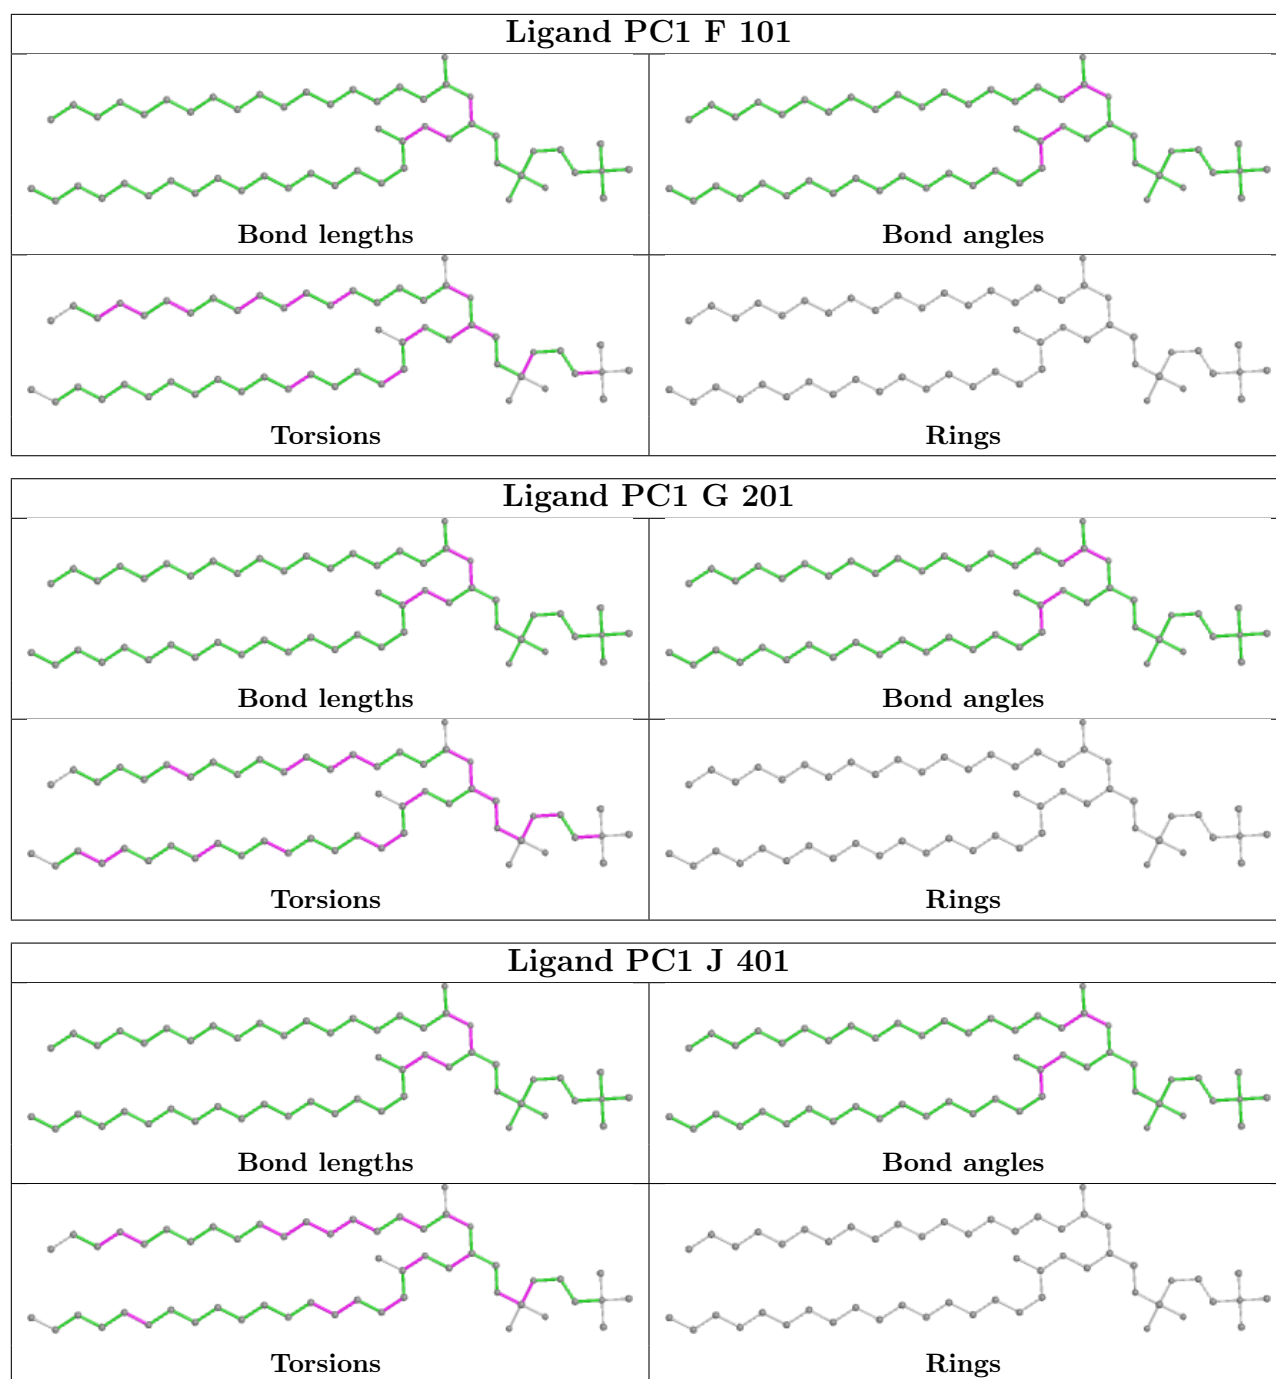 Ligand PC1 F 101
Bond lengths
Bond angles
Torsions
Rings
Ligand PC1 G 201
Bond lengths
Bond angles
Torsions
Rings
Ligand PC1 J 401
Bond lengths
Bond angles
Torsions
Rings